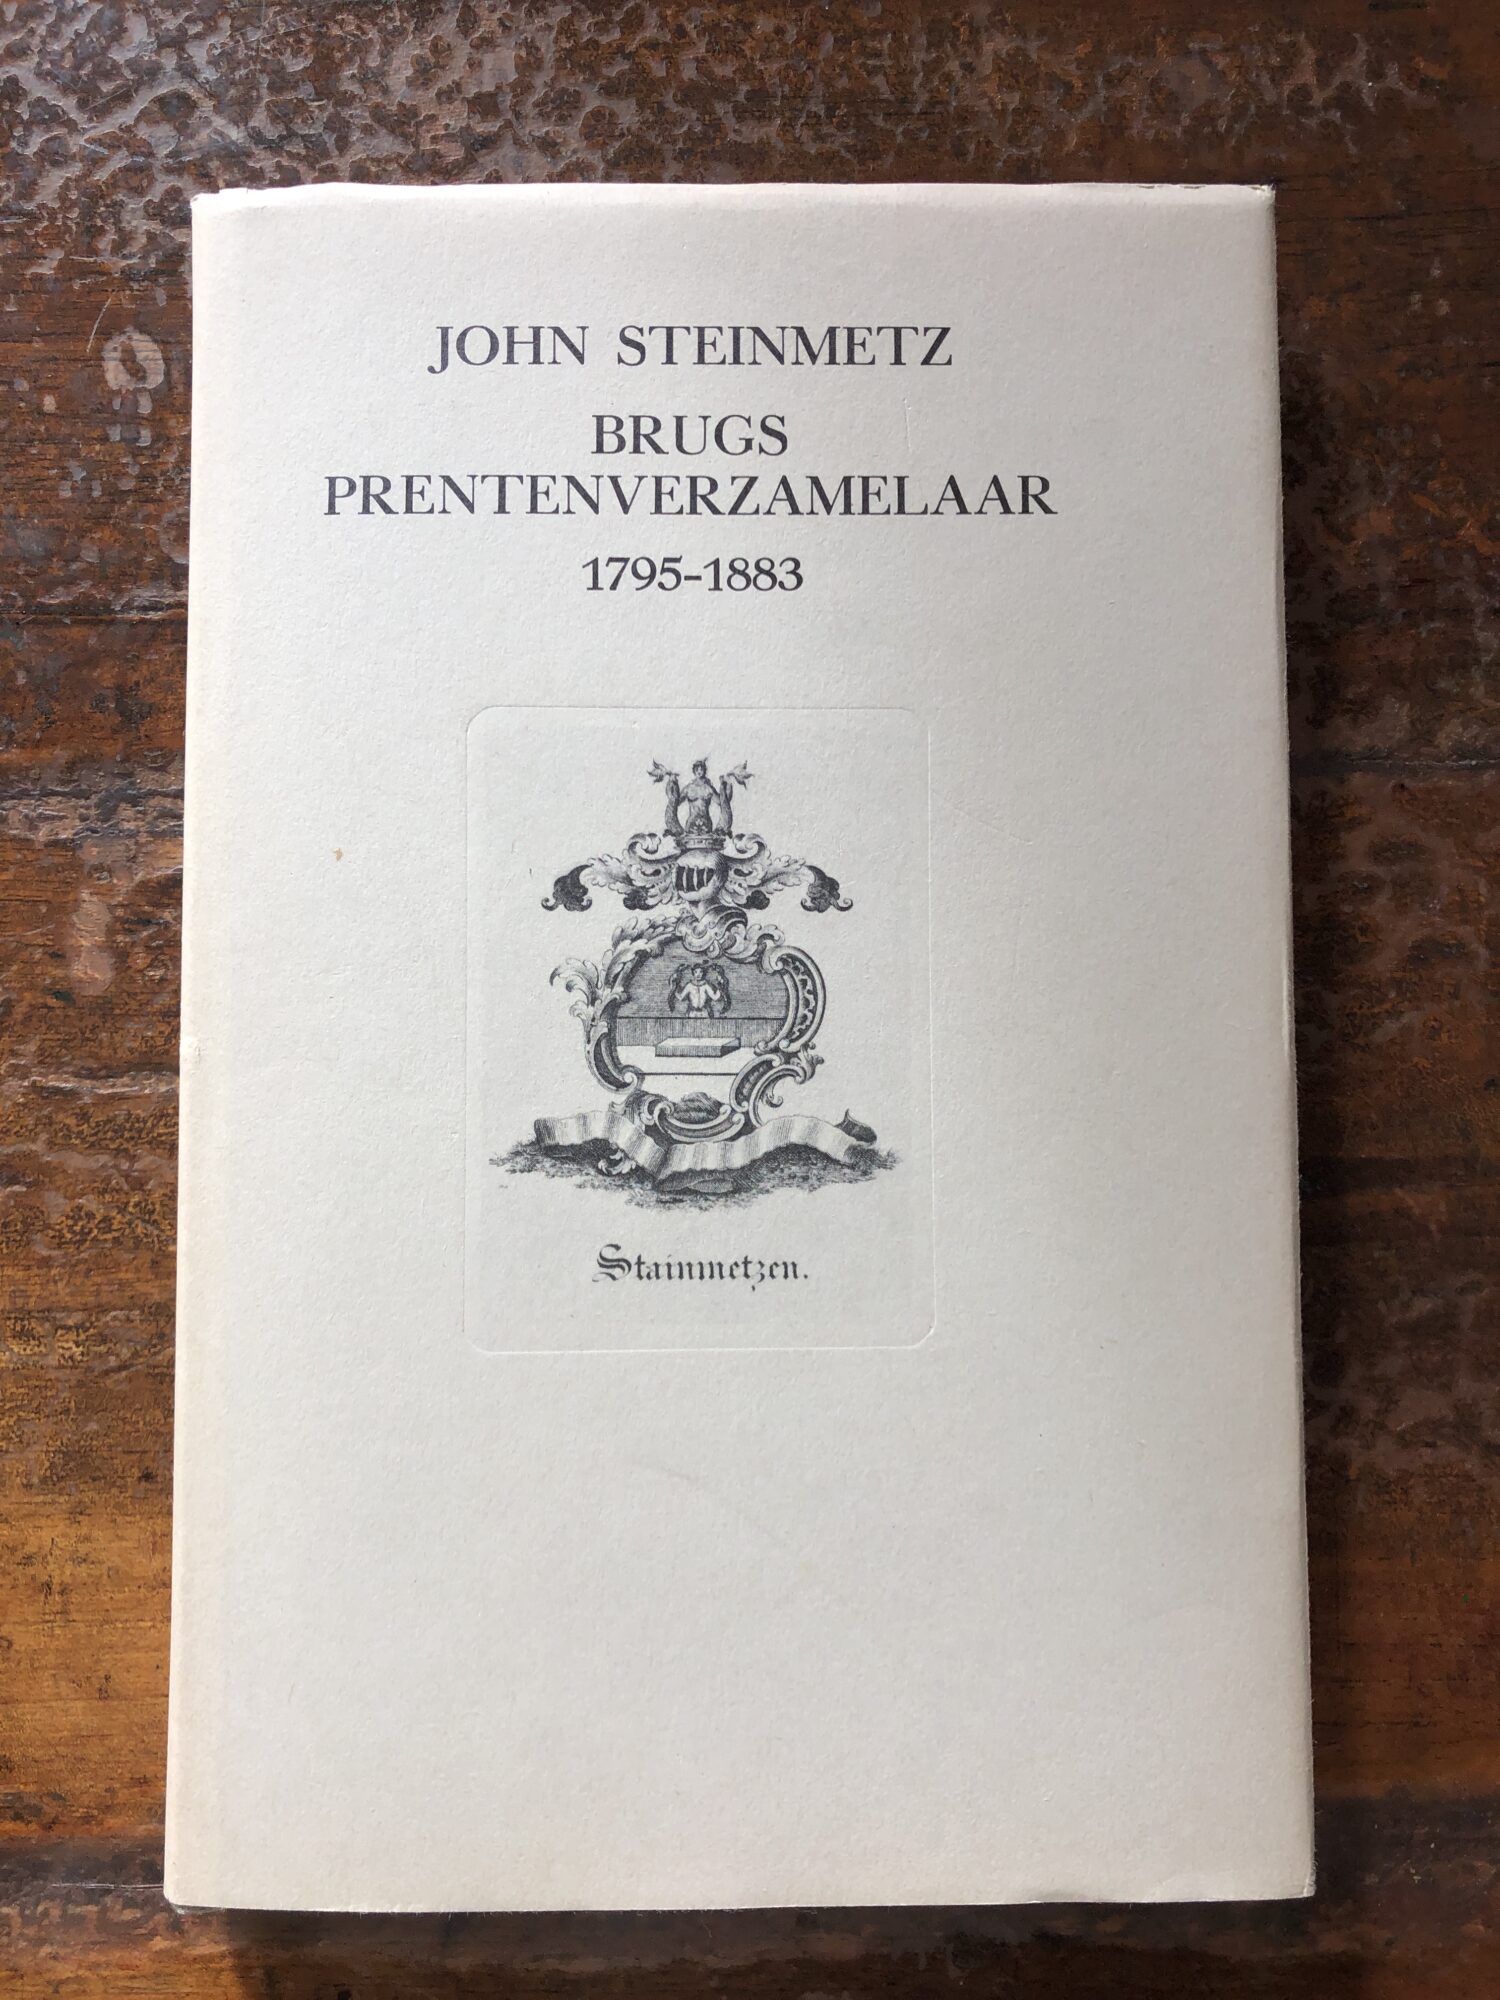 JOHN STEINMETZ
BRUGS
PRENTENVERZAMELAAR
1795-1883
Stainmetzen.